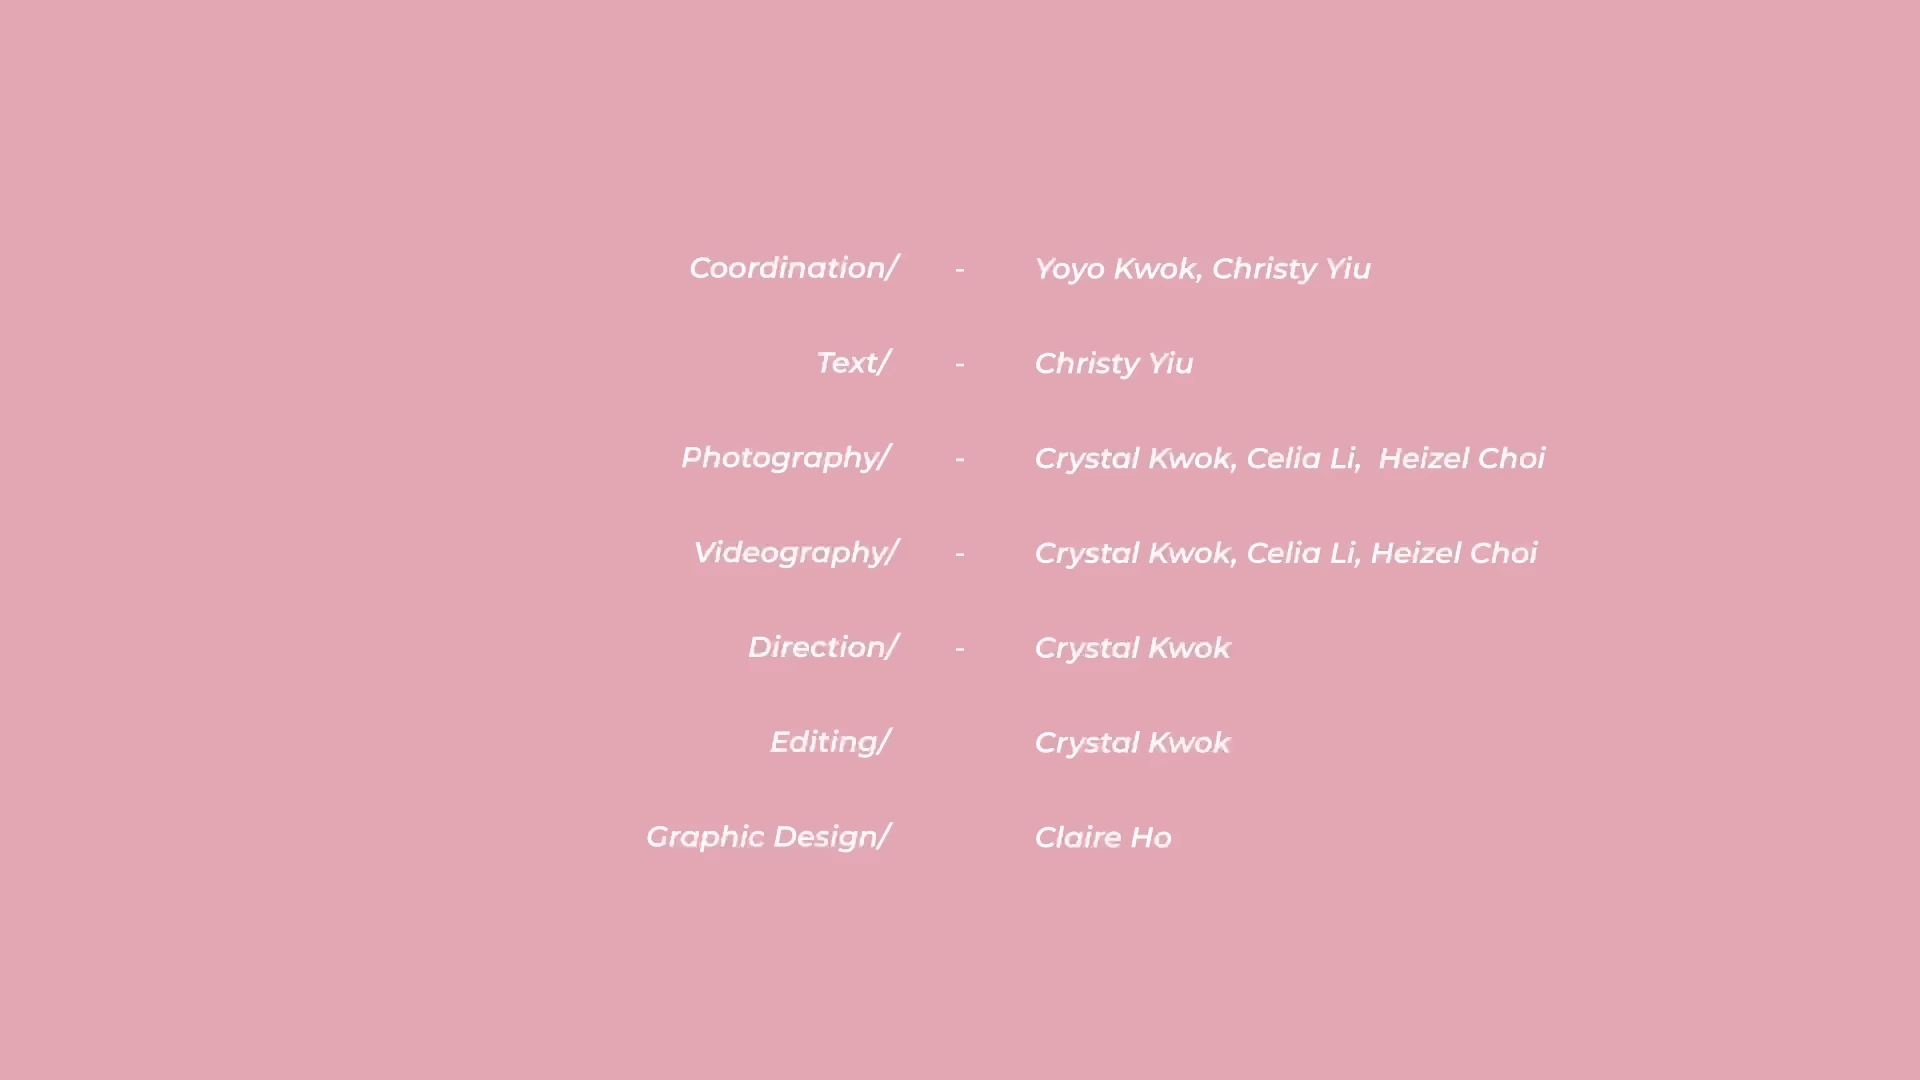 Coordination/ - Yoyo Kwok, Christy Yiu
Text/ - Christy Yiu
Photography/ - Crystal Kwok, Celia Li,  Heizel Choi
Videography/ - Crystal Kwok, Celia Li, Heizel Choi
Direction/ - Crystal Kwok
Editing/ Crystal Kwok
Graphic Design/ Claire Ho